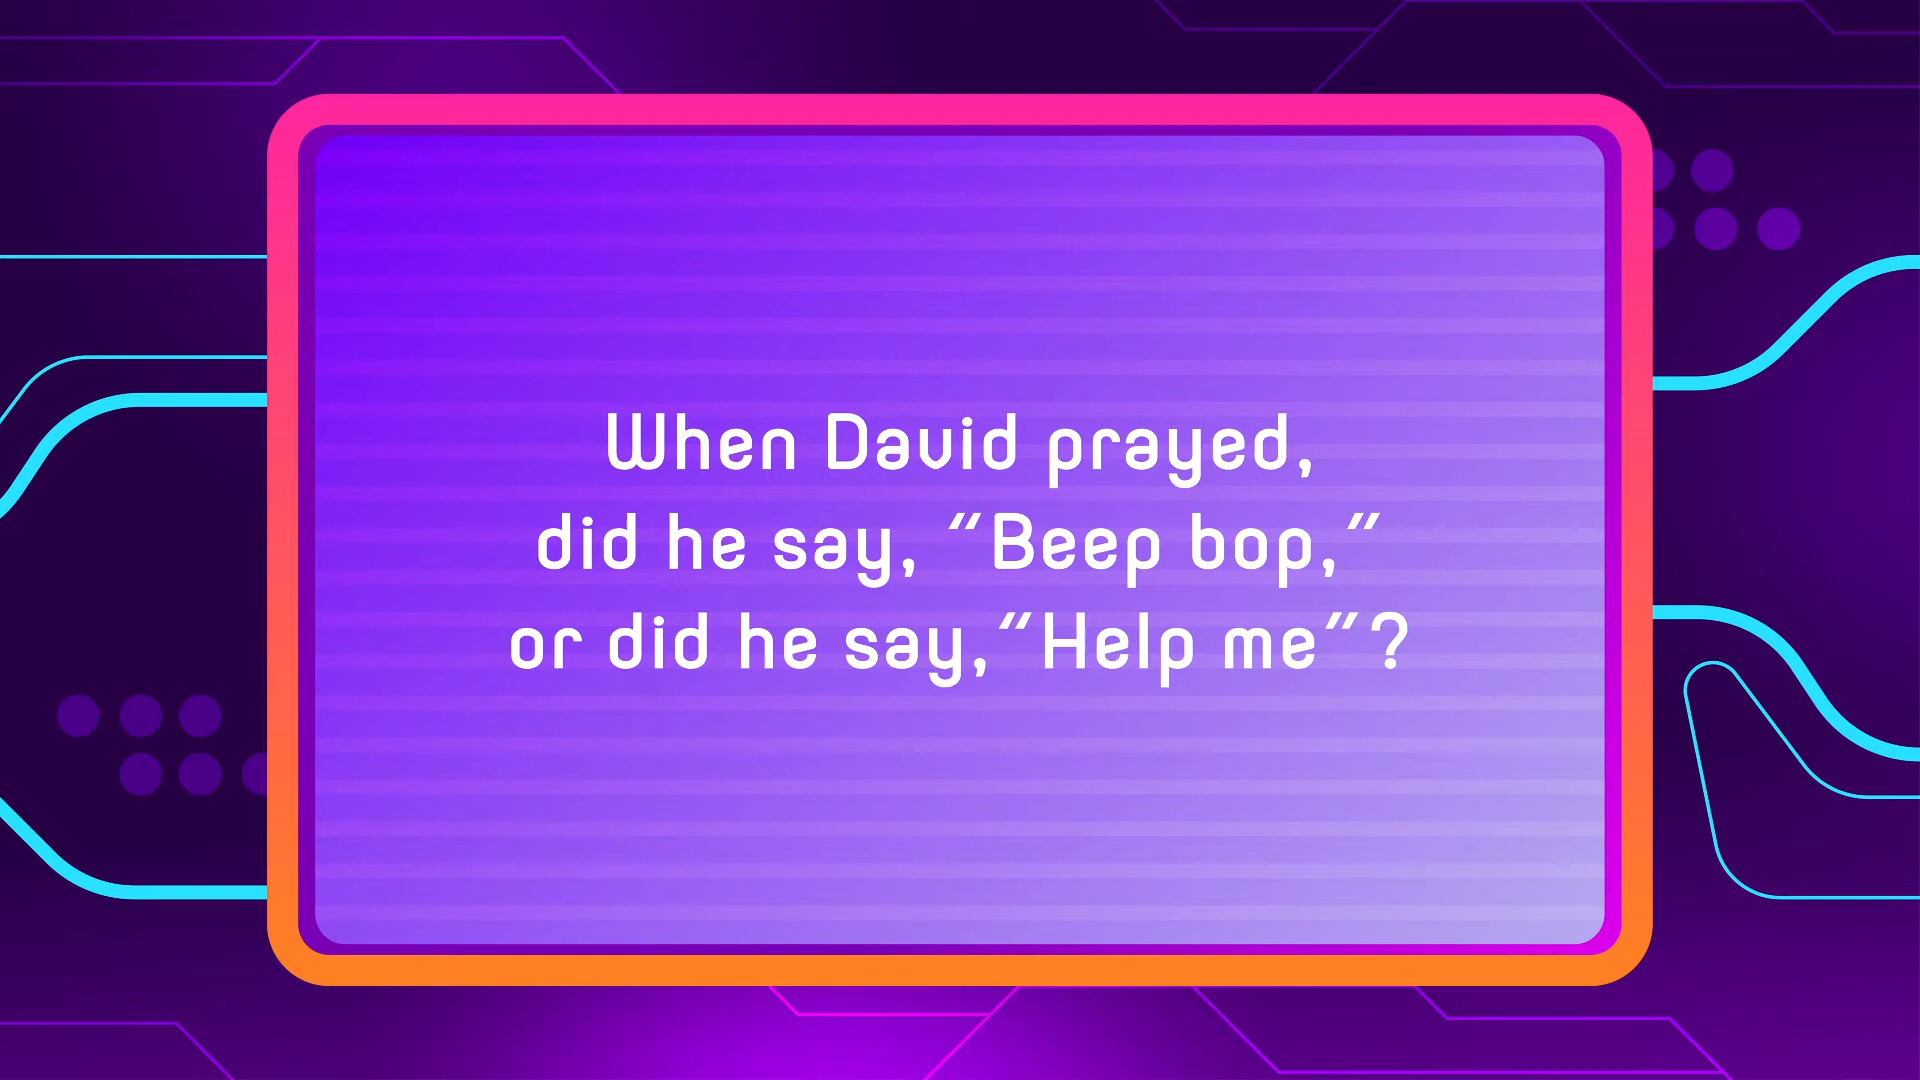 When David prayed,
did he say, "Beep bop,"
or did he say,"Help me"?